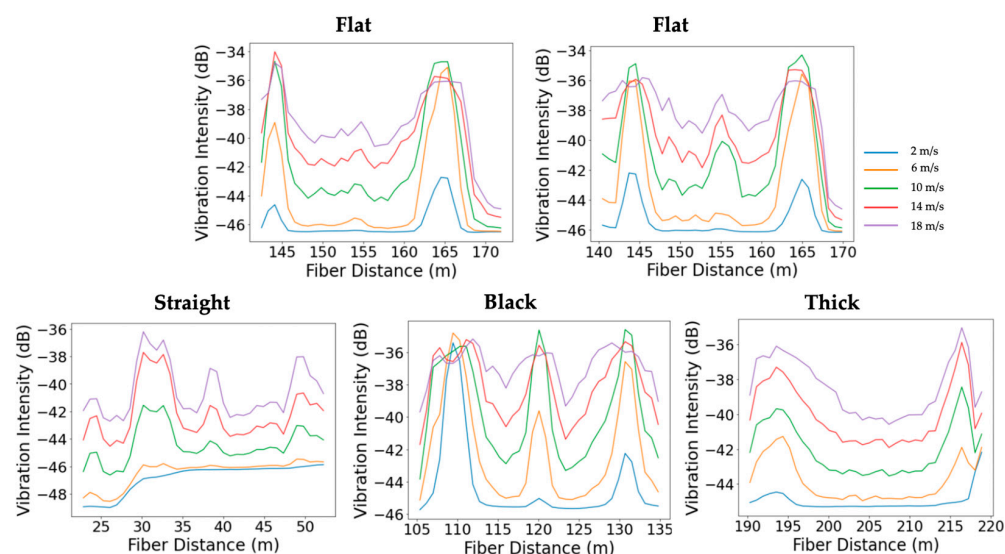 Flat
Vibration Intensity (dB)
−34
−36
−38
−40
−42
−44
−46
145 150 155 160 165 170
Fiber Distance (m)
Flat
Vibration Intensity (dB)
−34
−36
−38
−40
−42
−44
−46
140 145 150 155 160 165 170
Fiber Distance (m)
2 m/s
6 m/s
10 m/s
14 m/s
18 m/s
Straight
Vibration Intensity (dB)
−36
−38
−40
−42
−44
−46
−48
30 40 50
Fiber Distance (m)
Black
Vibration Intensity (dB)
−36
−38
−40
−42
−44
−46
105 110 115 120 125 130 135
Fiber Distance (m)
Thick
Vibration Intensity (dB)
−36
−38
−40
−42
−44
−46
190 195 200 205 210 215 220
Fiber Distance (m)